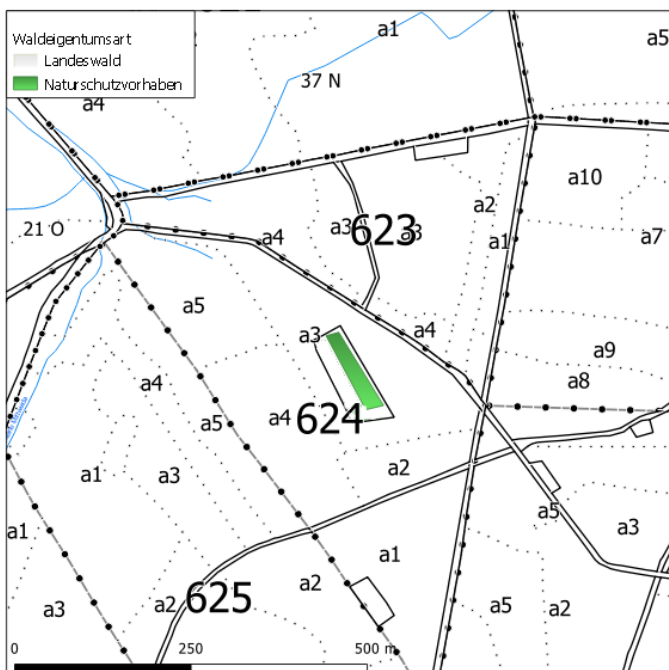 Waldeigentumsart
Landeswald
Naturschutzvorhaben
a1
a5
37 N
a4
a10
a2
21 O
a4
a3
623
a3
a1
a7
a5
a3
a4
a9
a8
a4
a5
a4
624
a2
a1
a3
a1
a5
a3
a1
a3
a2
625
a2
a5
a2
0
250
500 m